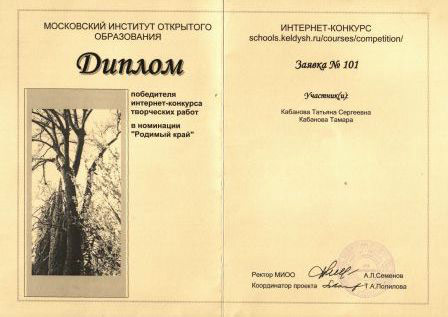 МОСКОВСКИЙ ИНСТИТУТ ОТКРЫТОГО
ОБРАЗОВАНИЯ
Диплом
победителя
интернет-конкурса
творческих работ
в номинации
"Родимый край"
ИНТЕРНЕТ-КОНКУРС
schools.keldysh.ru/courses/competition/
Заявка № 101
Участник(и):
Кабанова Татьяна Сергеевна
Кабанова Тамара
Ректор МИОО А.Л.Семенов
Координатор проекта Т.А.Полилова